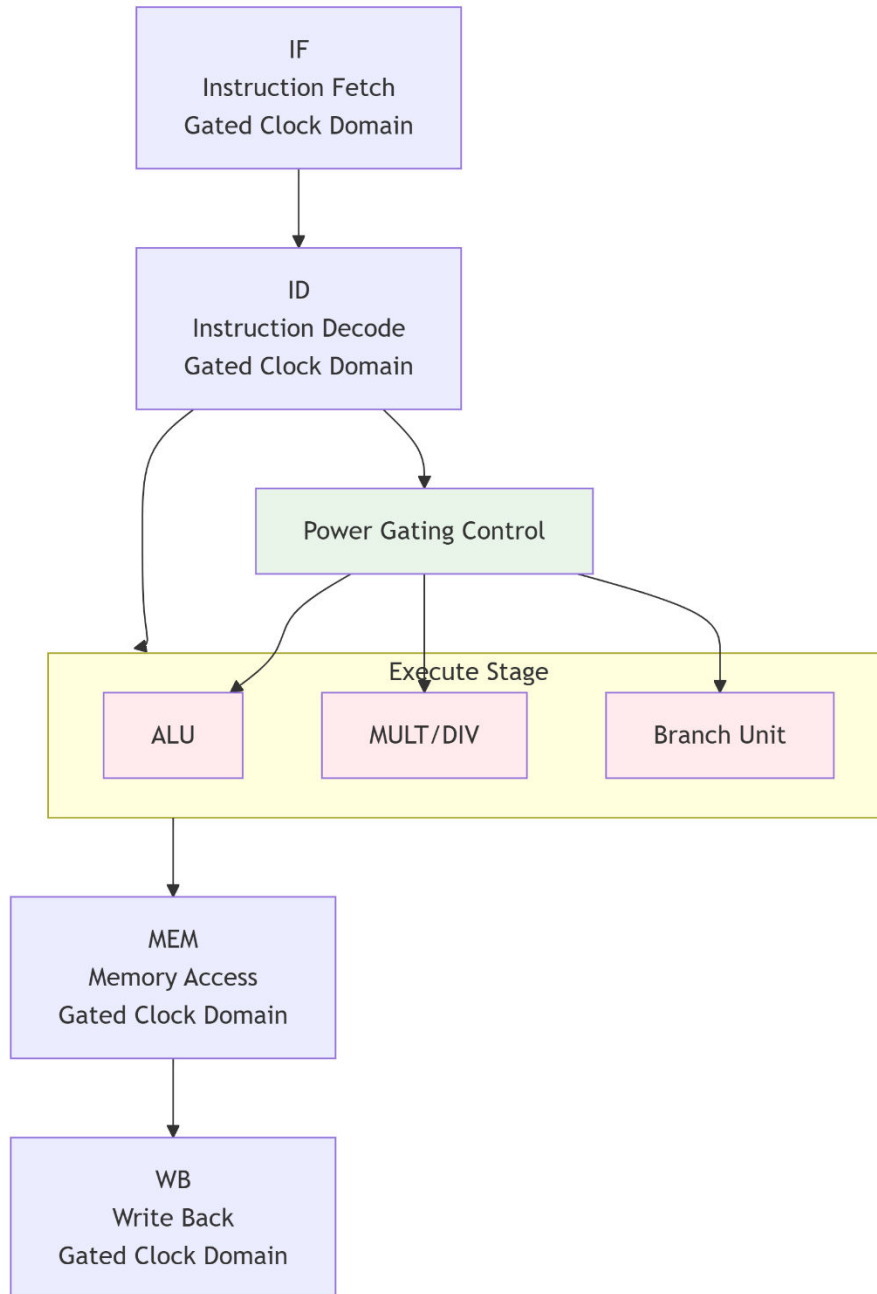 IF
Instruction Fetch
Gated Clock Domain
ID
Instruction Decode
Gated Clock Domain
Power Gating Control
Execute Stage
ALU
MULT/DIV
Branch Unit
MEM
Memory Access
Gated Clock Domain
WB
Write Back
Gated Clock Domain